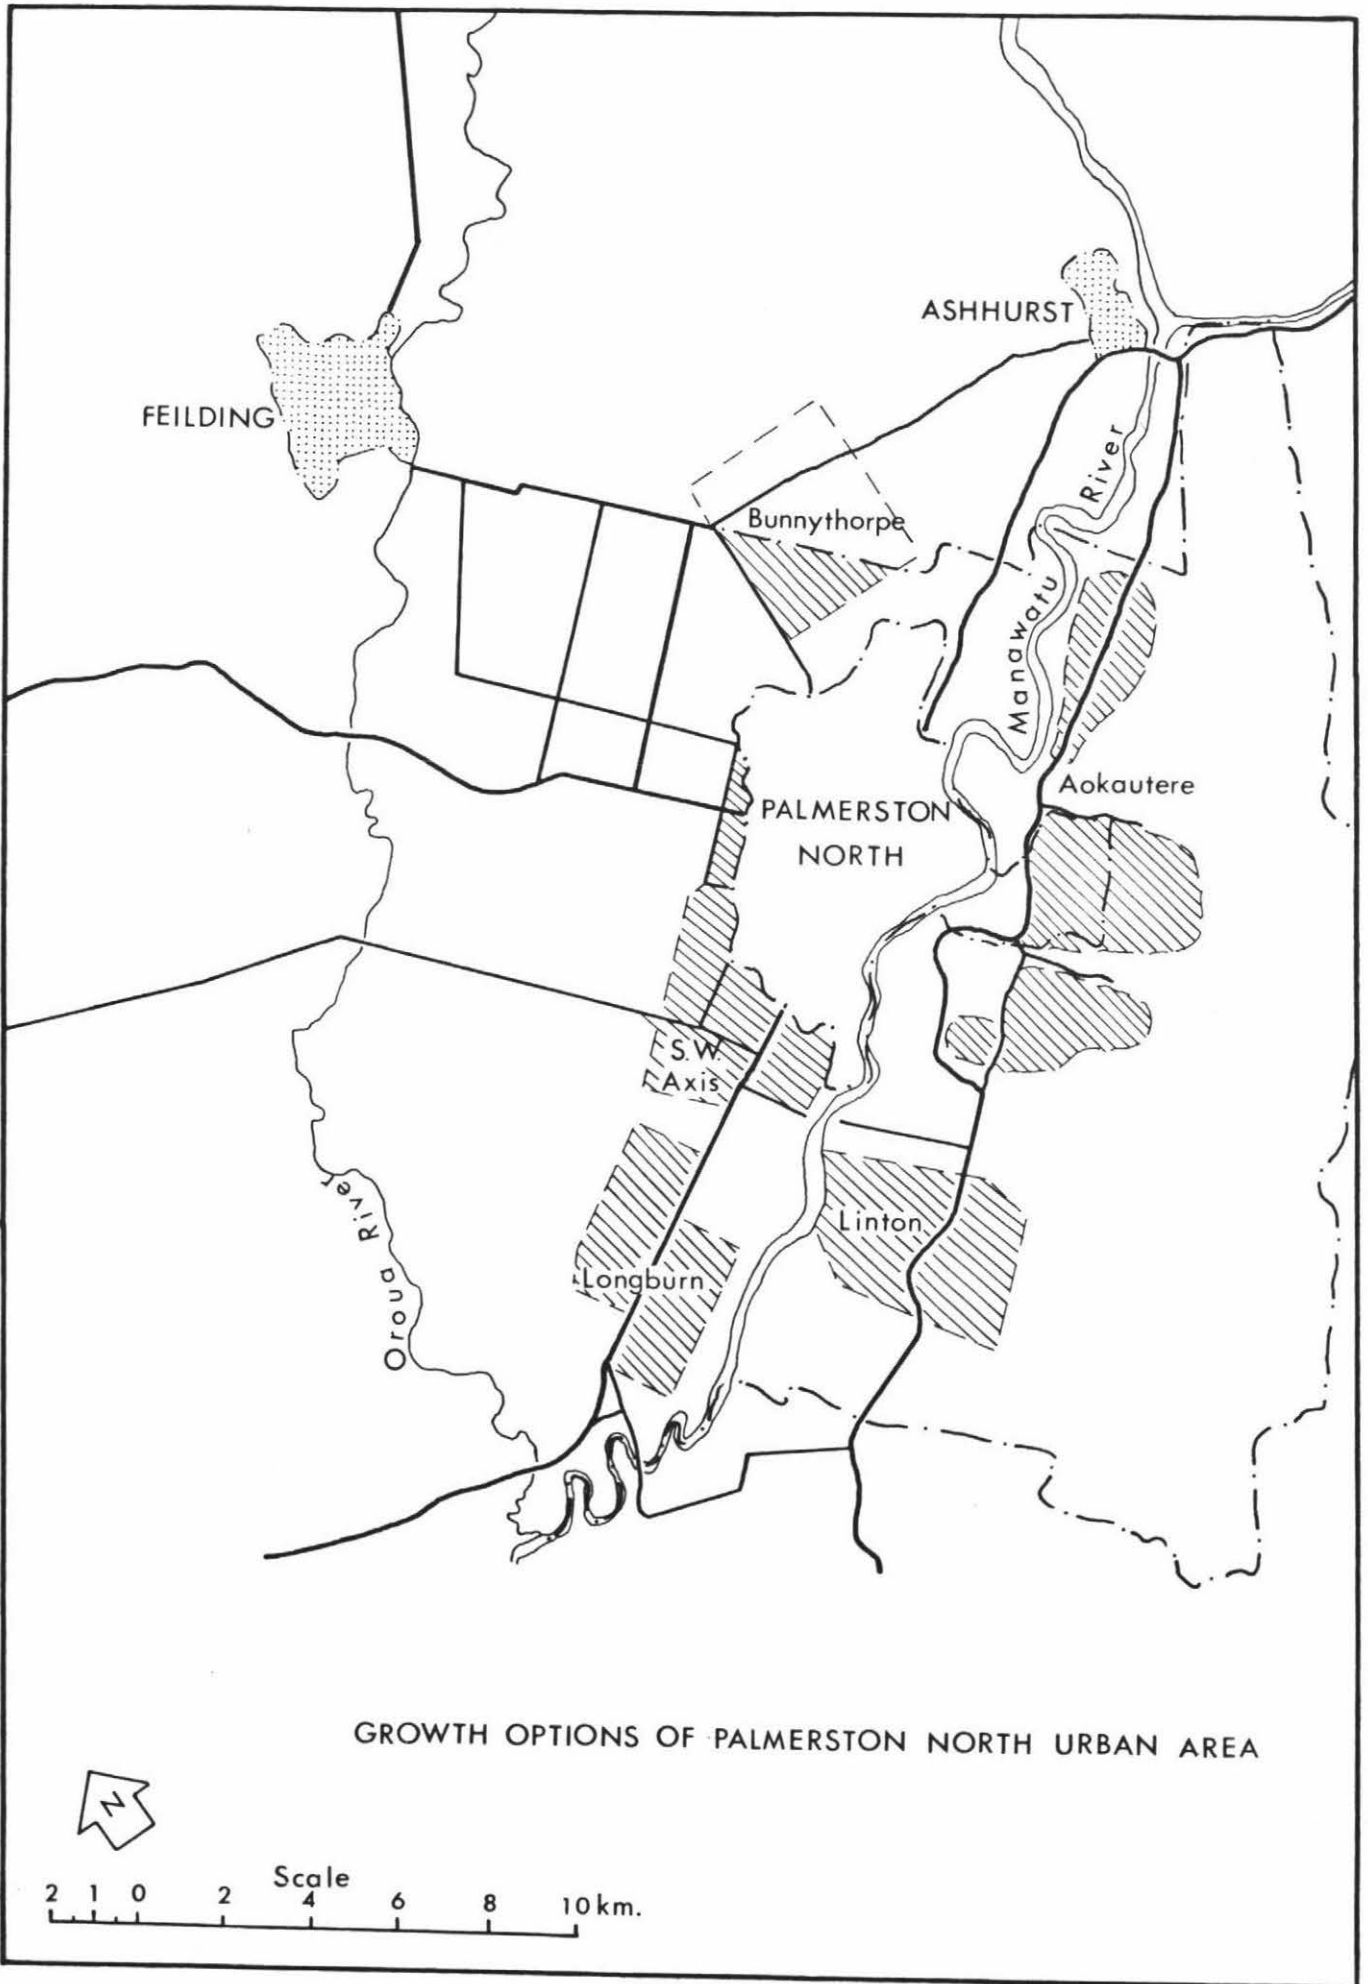 ASHHURST
FEILDING
River
Bunnythorpe
Manawatu
Aokautere
PALMERSTON
NORTH
S.W.
Axis
Oroua River
Linton
Longburn
GROWTH OPTIONS OF PALMERSTON NORTH URBAN AREA
N
Scale
2 1 0 2 4 6 8 10 km.